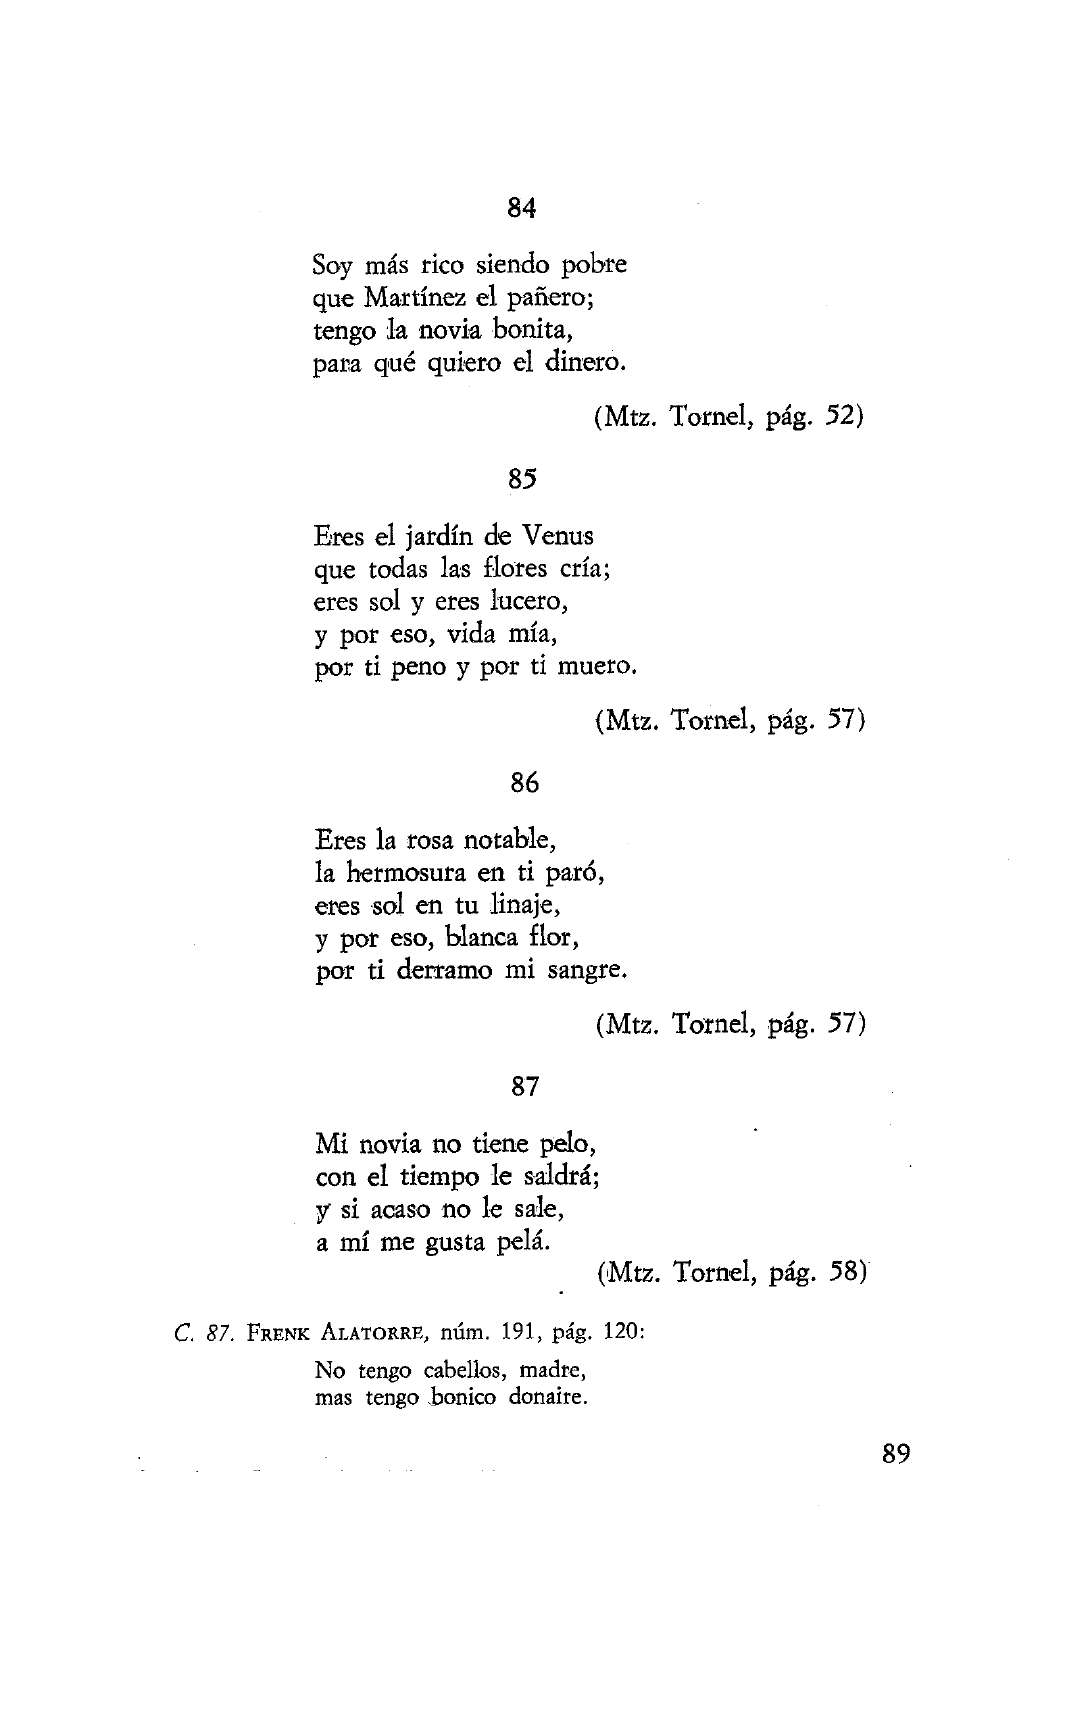 84
Soy más rico siendo pobre
que Martínez el pañero;
tengo la novia bonita,
para qué quiero el dinero.
(Mtz. Tornel, pág. 52)
85
Eres el jardín de Venus
que todas las flores cría;
eres sol y eres lucero,
y por eso, vida mía,
por ti peno y por ti muero.
(Mtz. Tornel, pág. 57)
86
Eres la rosa notable,
la hermosura en ti paró,
eres sol en tu linaje,
y por eso, blanca flor,
por ti derramo mi sangre.
(Mtz. Tornel, pág. 57)
87
Mi novia no tiene pelo,
con el tiempo le saldrá;
y si acaso no le sale,
a mí me gusta pelá.
(Mtz. Tornel, pág. 58)
C. 87. FRENK ALATORRE, núm. 191, pág. 120:
No tengo cabellos, madre,
mas tengo bonico donaire.
89